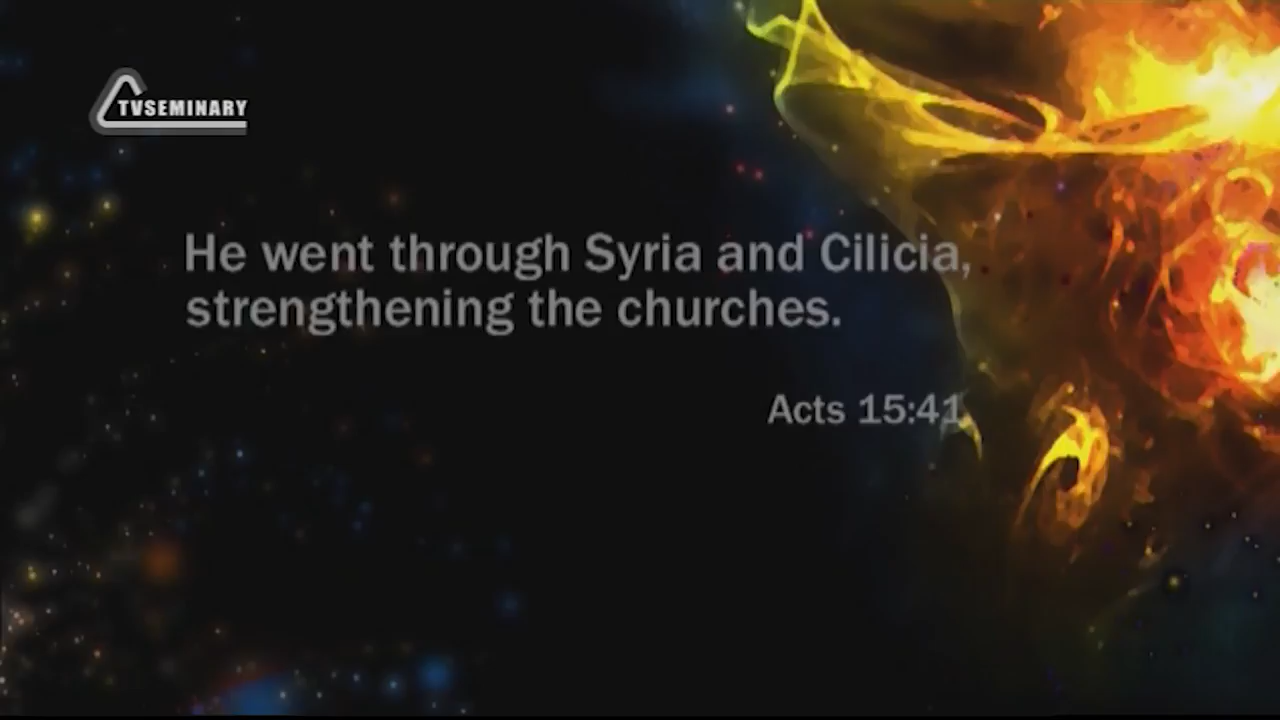 TVSEMINARY
He went through Syria and Cilicia,
strengthening the churches.
Acts 15:41